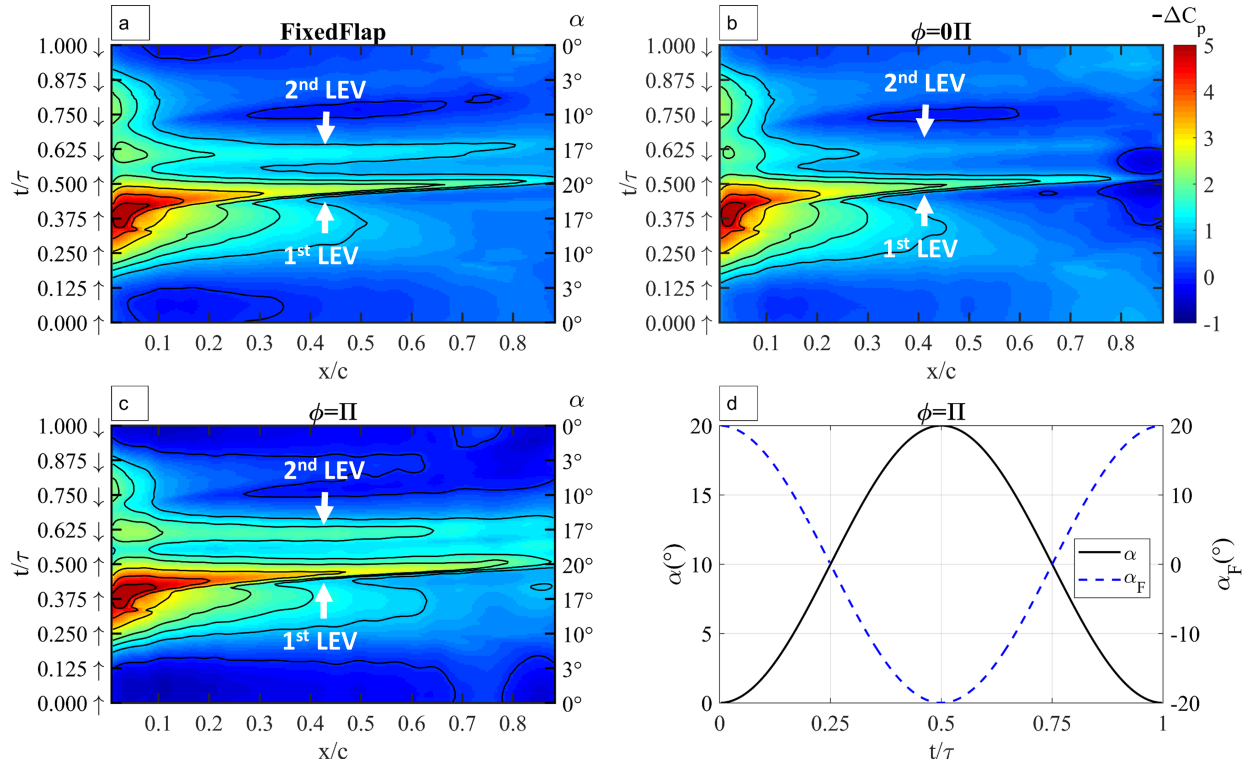 a
FixedFlap
α
1.000 ↓ 0°
0.875 ↓ 3°
0.750 ↓ 10°
0.625 ↓ 17°
0.500 ↑ 20°
0.375 ↑ 17°
0.250 ↑ 10°
0.125 ↑ 3°
0.000 ↑ 0°
t/τ
2nd LEV
1st LEV
0.1 0.2 0.3 0.4 0.5 0.6 0.7 0.8
x/c
b
ϕ=0Π
1.000 ↓
0.875 ↓
0.750 ↓
0.625 ↓
0.500 ↑
0.375 ↑
0.250 ↑
0.125 ↑
0.000 ↑
t/τ
2nd LEV
1st LEV
0.1 0.2 0.3 0.4 0.5 0.6 0.7 0.8
x/c
−ΔCp
5
4
3
2
1
0
-1
c
ϕ=Π
α
1.000 ↓ 0°
0.875 ↓ 3°
0.750 ↓ 10°
0.625 ↓ 17°
0.500 ↑ 20°
0.375 ↑ 17°
0.250 ↑ 10°
0.125 ↑ 3°
0.000 ↑ 0°
t/τ
2nd LEV
1st LEV
0.1 0.2 0.3 0.4 0.5 0.6 0.7 0.8
x/c
d
ϕ=Π
20 20
15 10
10 0
5 -10
0 -20
α(°)
αF(°)
α
αF
0 0.25 0.5 0.75 1
t/τ